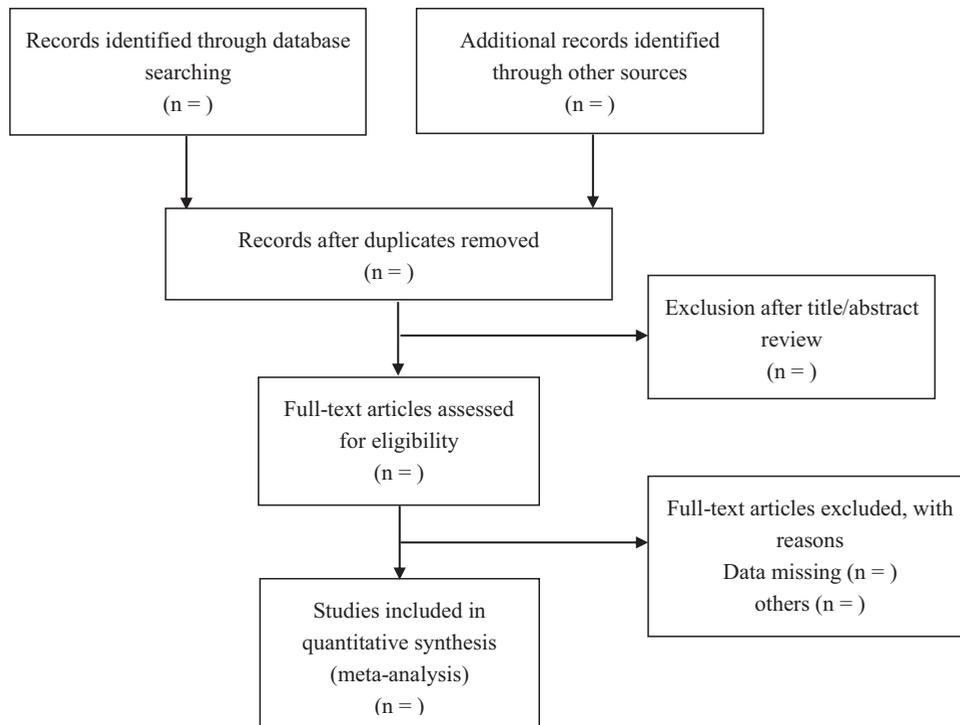 Records identified through database
searching
(n = )
Additional records identified
through other sources
(n = )
Records after duplicates removed
(n = )
Exclusion after title/abstract
review
(n = )
Full-text articles assessed
for eligibility
(n = )
Full-text articles excluded, with
reasons
Data missing (n = )
others (n = )
Studies included in
quantitative synthesis
(meta-analysis)
(n = )